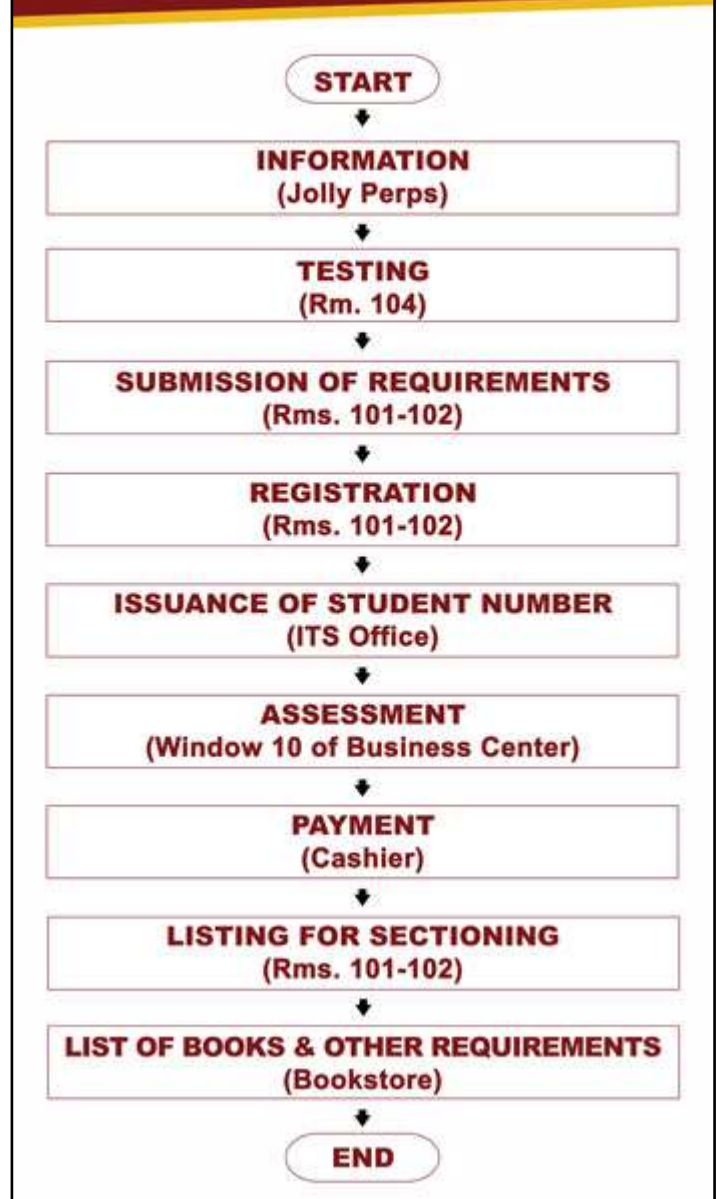 START
INFORMATION
(Jolly Perps)
TESTING
(Rm. 104)
SUBMISSION OF REQUIREMENTS
(Rms. 101-102)
REGISTRATION
(Rms. 101-102)
ISSUANCE OF STUDENT NUMBER
(ITS Office)
ASSESSMENT
(Window 10 of Business Center)
PAYMENT
(Cashier)
LISTING FOR SECTIONING
(Rms. 101-102)
LIST OF BOOKS & OTHER REQUIREMENTS
(Bookstore)
END